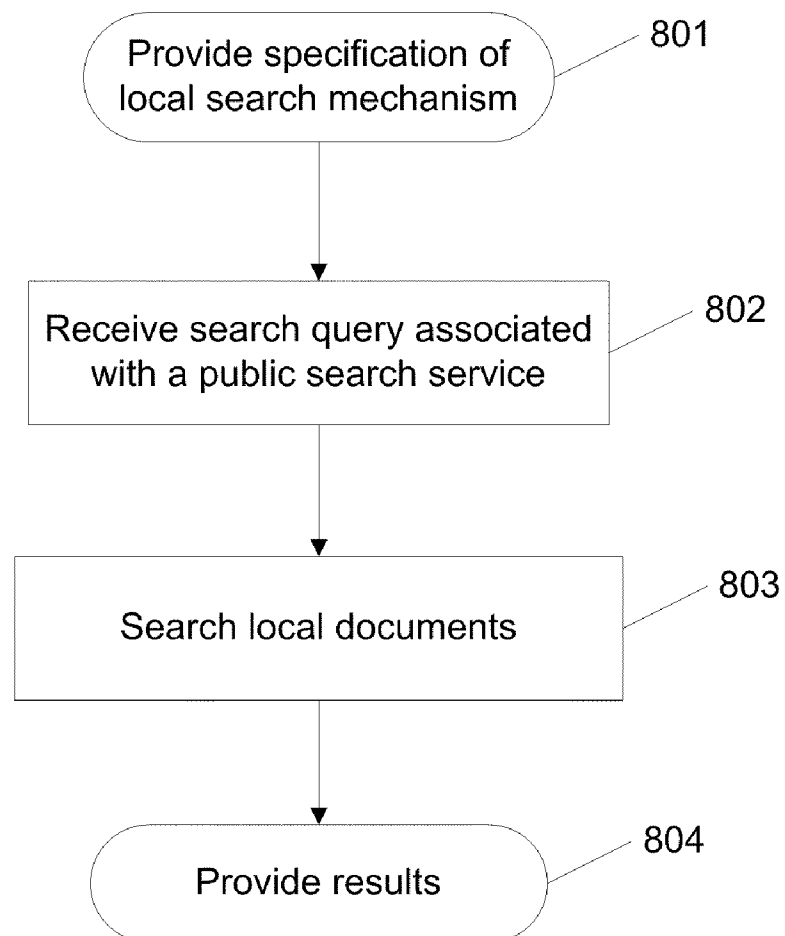 Provide specification of
local search mechanism
801
Receive search query associated
with a public search service
802
Search local documents
803
Provide results
804